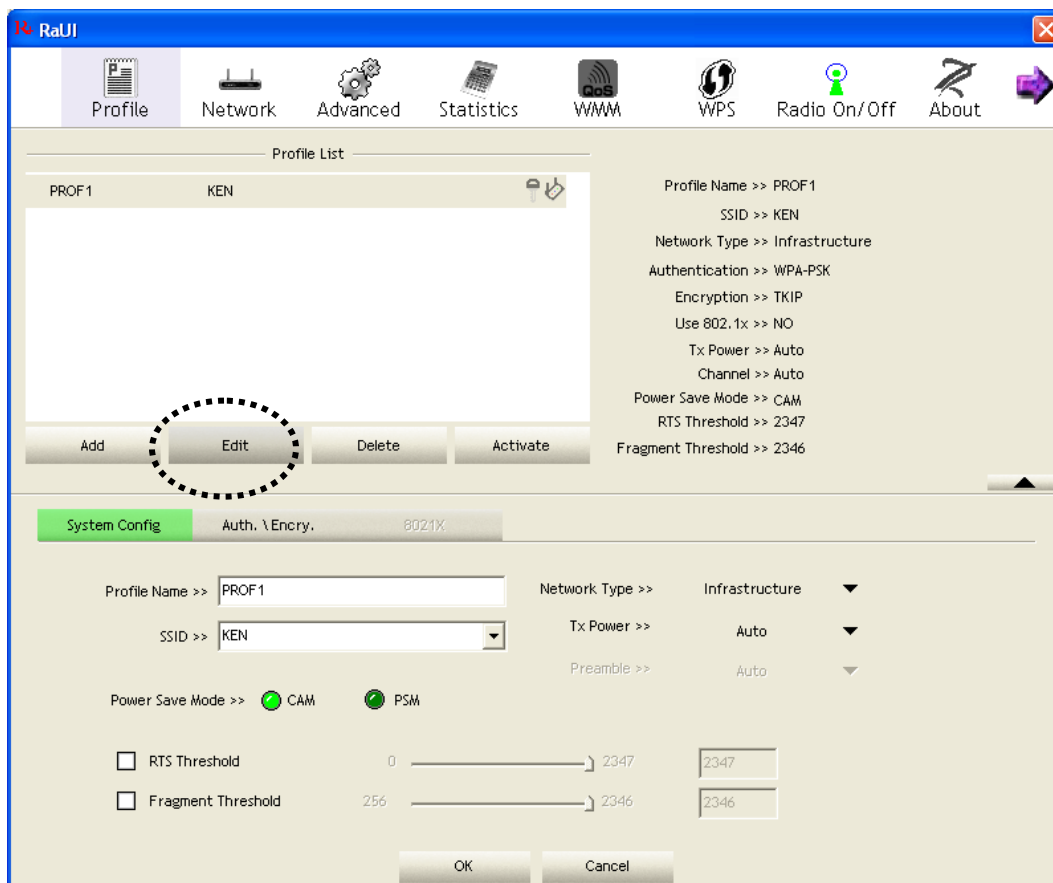 RaUI
Profile Network Advanced Statistics QoS WMM WPS Radio On/Off About
Profile List
PROF1 KEN
Profile Name >> PROF1
SSID >> KEN
Network Type >> Infrastructure
Authentication >> WPA-PSK
Encryption >> TKIP
Use 802.1x >> NO
Tx Power >> Auto
Channel >> Auto
Power Save Mode >> CAM
RTS Threshold >> 2347
Fragment Threshold >> 2346
Add Edit Delete Activate
System Config Auth. \ Encry. 8021X
Profile Name >> PROF1 Network Type >> Infrastructure
SSID >> KEN Tx Power >> Auto
Preamble >> Auto
Power Save Mode >> CAM PSM
RTS Threshold 0 2347 2347
Fragment Threshold 256 2346 2346
OK Cancel